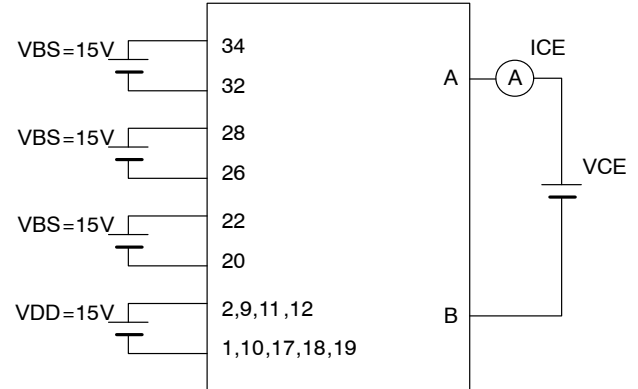 ICE
VBS=15V
34
A
A
32
VBS=15V
28
26
VCE
VBS=15V
22
20
VDD=15V
2,9,11,12
B
1,10,17,18,19